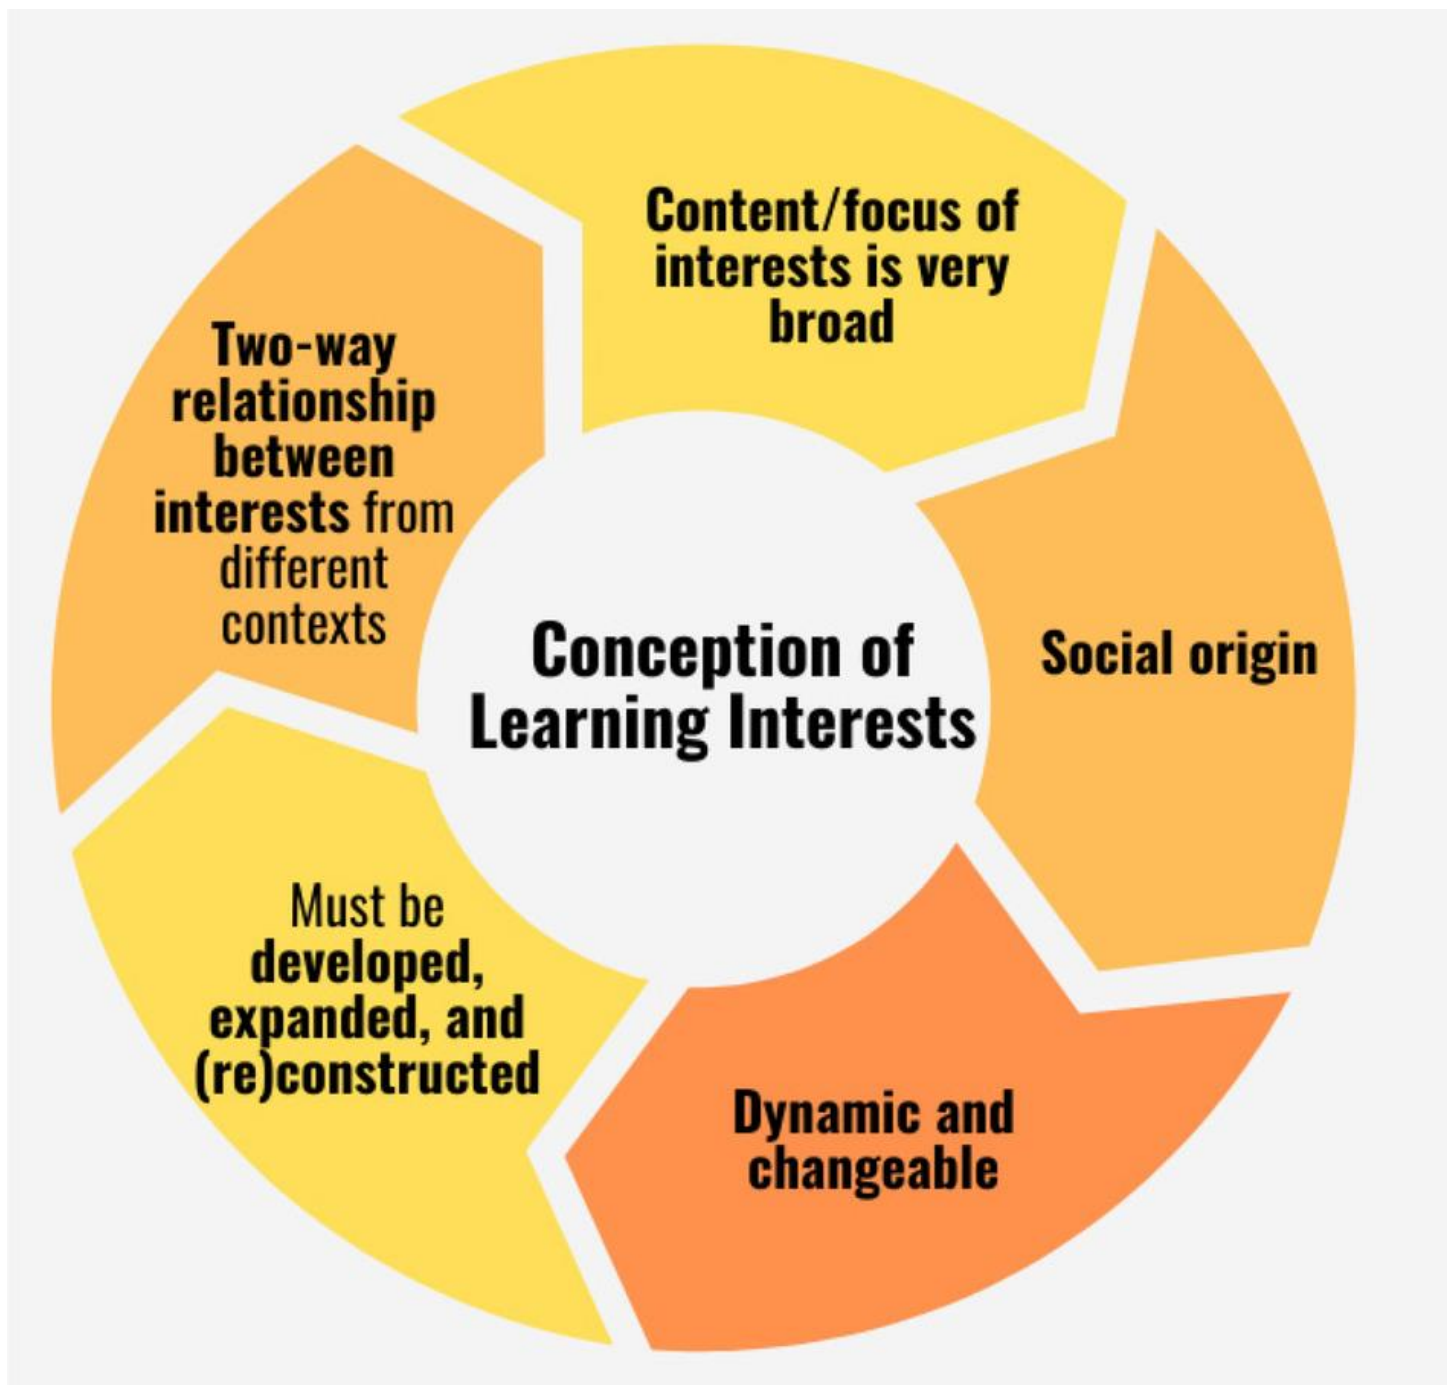 Content/focus of
interests is very
broad
Social origin
Dynamic and
changeable
Must be
developed,
expanded, and
(re)constructed
Two-way
relationship
between
interests from
different
contexts
Conception of
Learning Interests